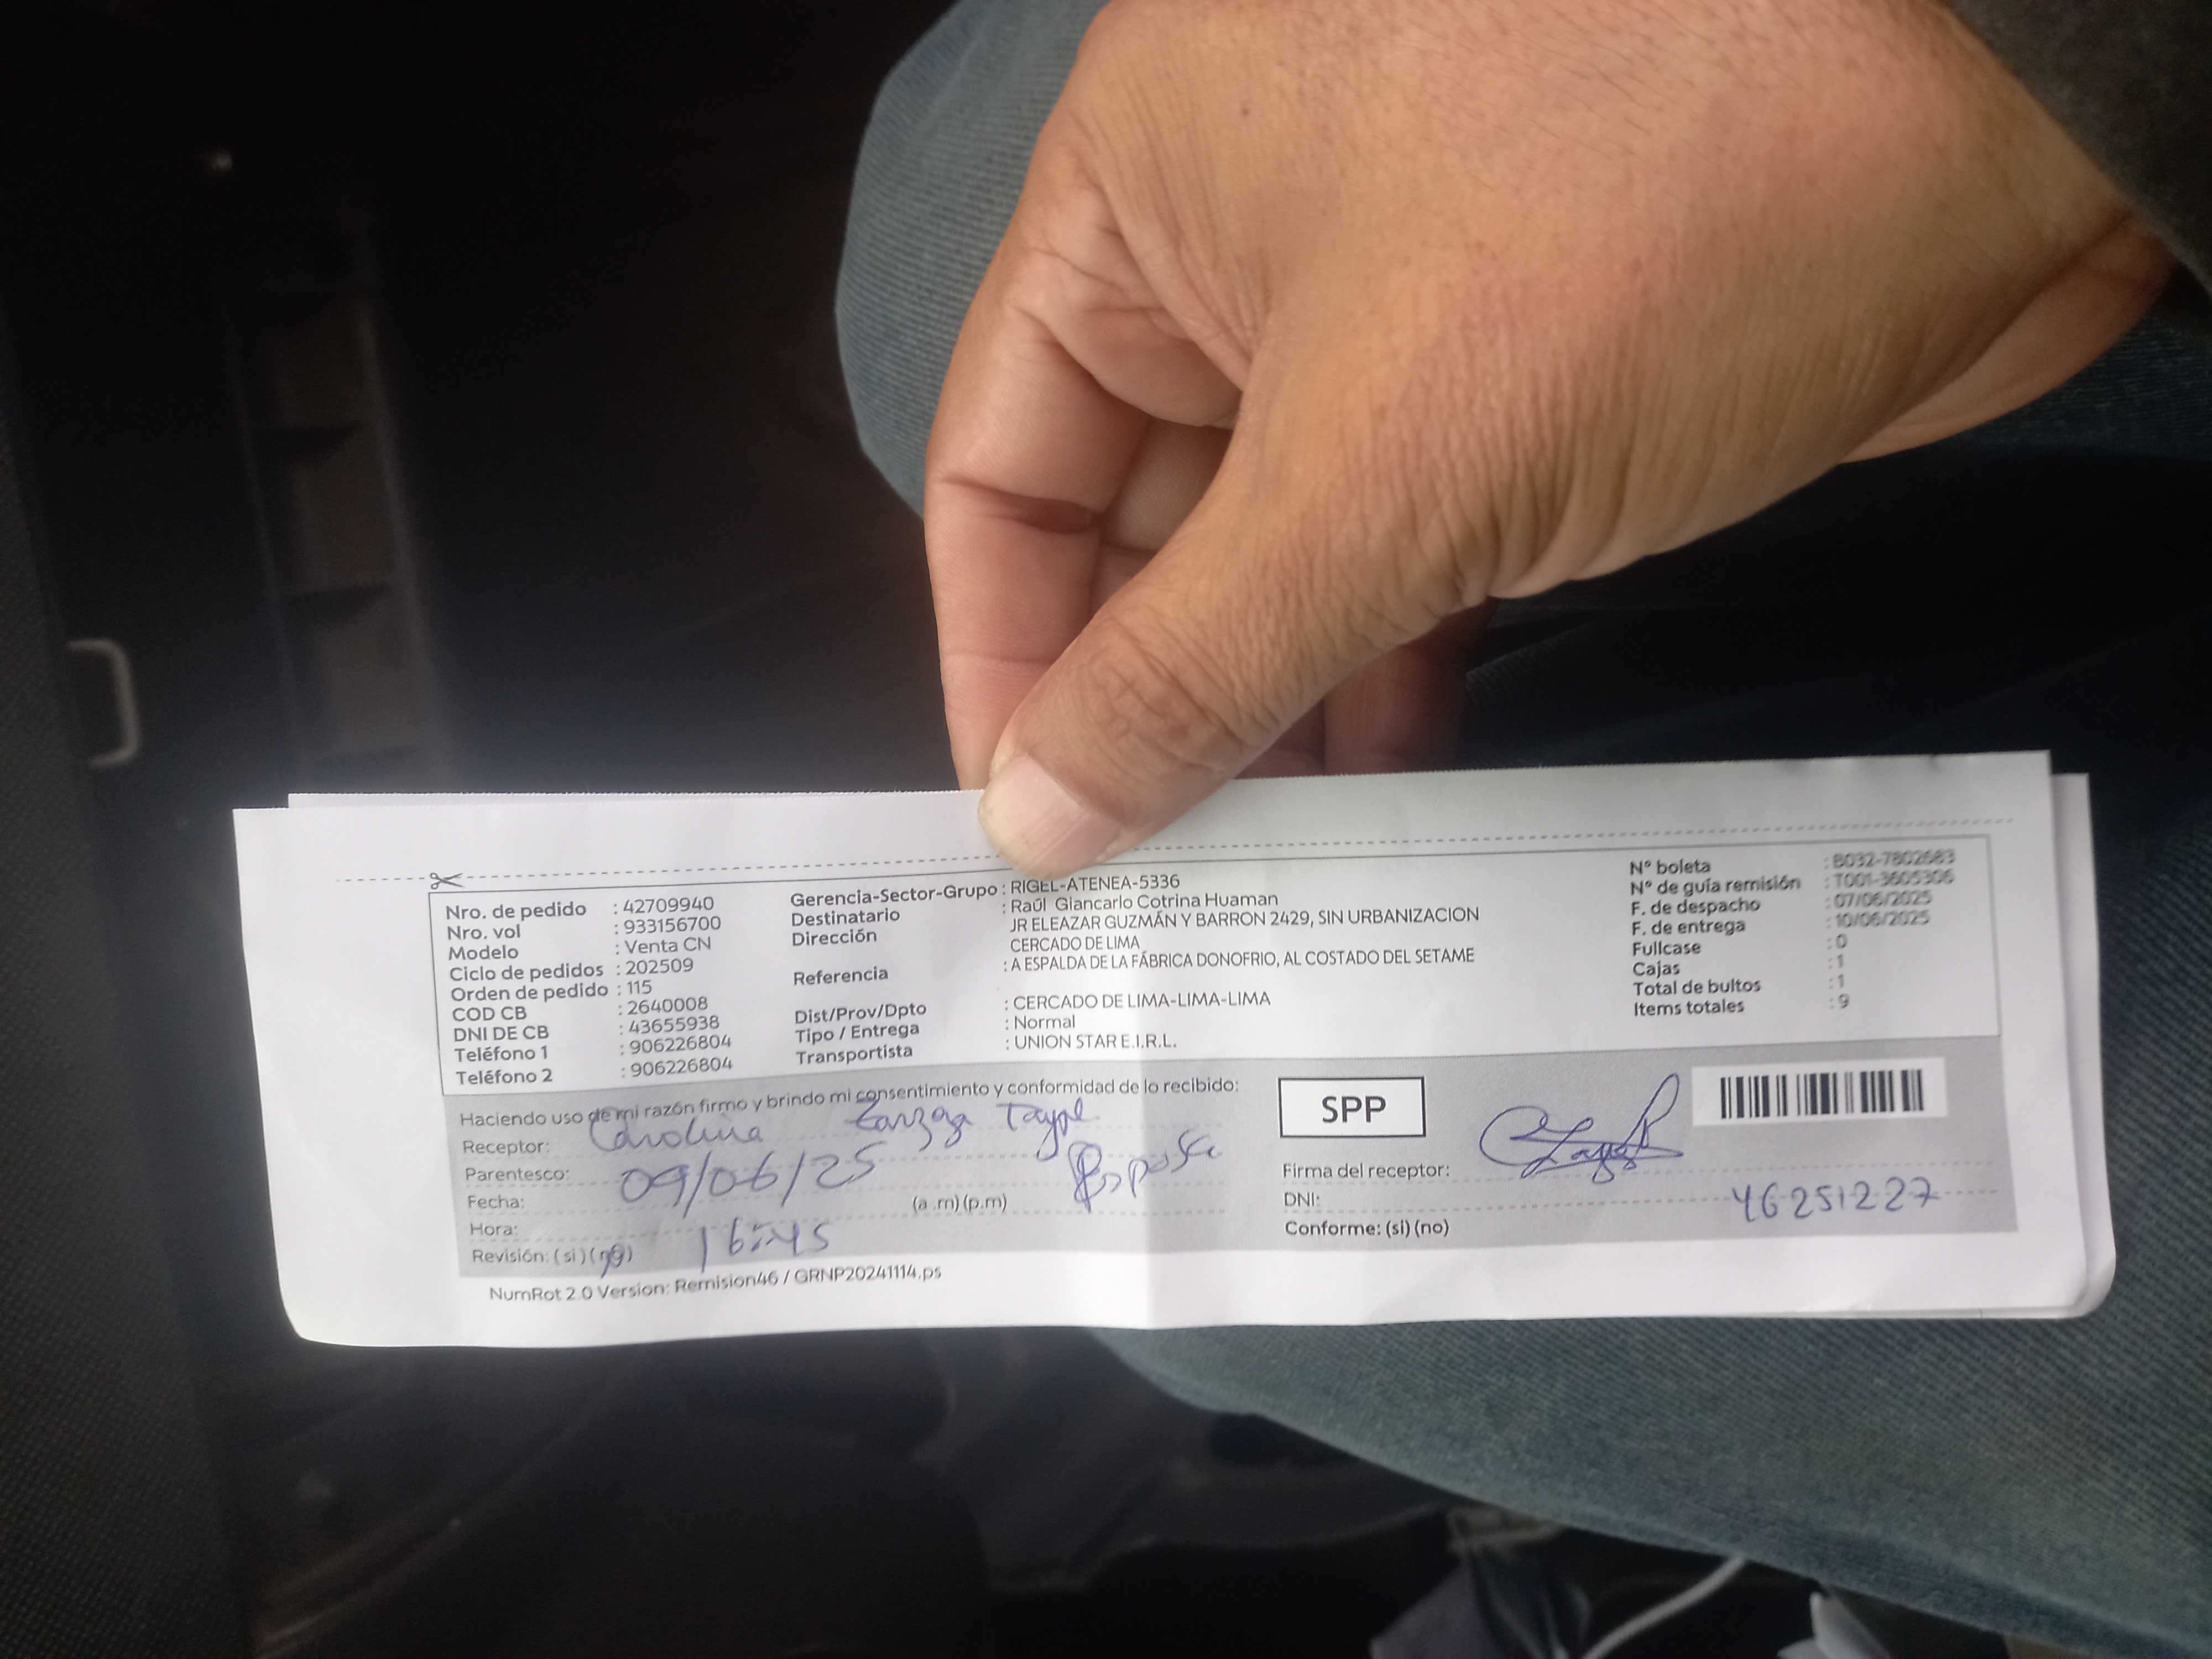 Nro. de pedido : 42709940
Nro. vol : 933156700
Modelo : Venta CN
Ciclo de pedidos : 202509
Orden de pedido : 115
COD CB : 2640008
DNI DE CB : 43655938
Teléfono 1 : 906226804
Teléfono 2 : 906226804
Gerencia-Sector-Grupo : RIGEL-ATENEA-5336
Destinatario : Raúl Giancarlo Cotrina Huaman
Dirección JR ELEAZAR GUZMÁN Y BARRON 2429, SIN URBANIZACION
CERCADO DE LIMA
Referencia : A ESPALDA DE LA FÁBRICA DONOFRIO, AL COSTADO DEL SETAME
Dist/Prov/Dpto : CERCADO DE LIMA-LIMA-LIMA
Tipo / Entrega : Normal
Transportista : UNION STAR E.I.R.L.
Nº boleta : B032-7802683
Nº de guía remisión : T001-3605306
F. de despacho : 07/06/2025
F. de entrega : 10/06/2025
Fullcase : 0
Cajas : 1
Total de bultos : 1
Items totales : 9
Haciendo uso de mi razón firmo y brindo mi consentimiento y conformidad de lo recibido:
Receptor: Carolina Taype
Parentesco: Esposa
Fecha: 09/06/25 (a .m) (p.m)
Hora: 16:45
Revisión: ( si ) ( no )
SPP
Firma del receptor:
DNI: 46251227
Conforme: (si) (no)
NumRot 2.0 Version: Remision46 / GRNP20241114.ps